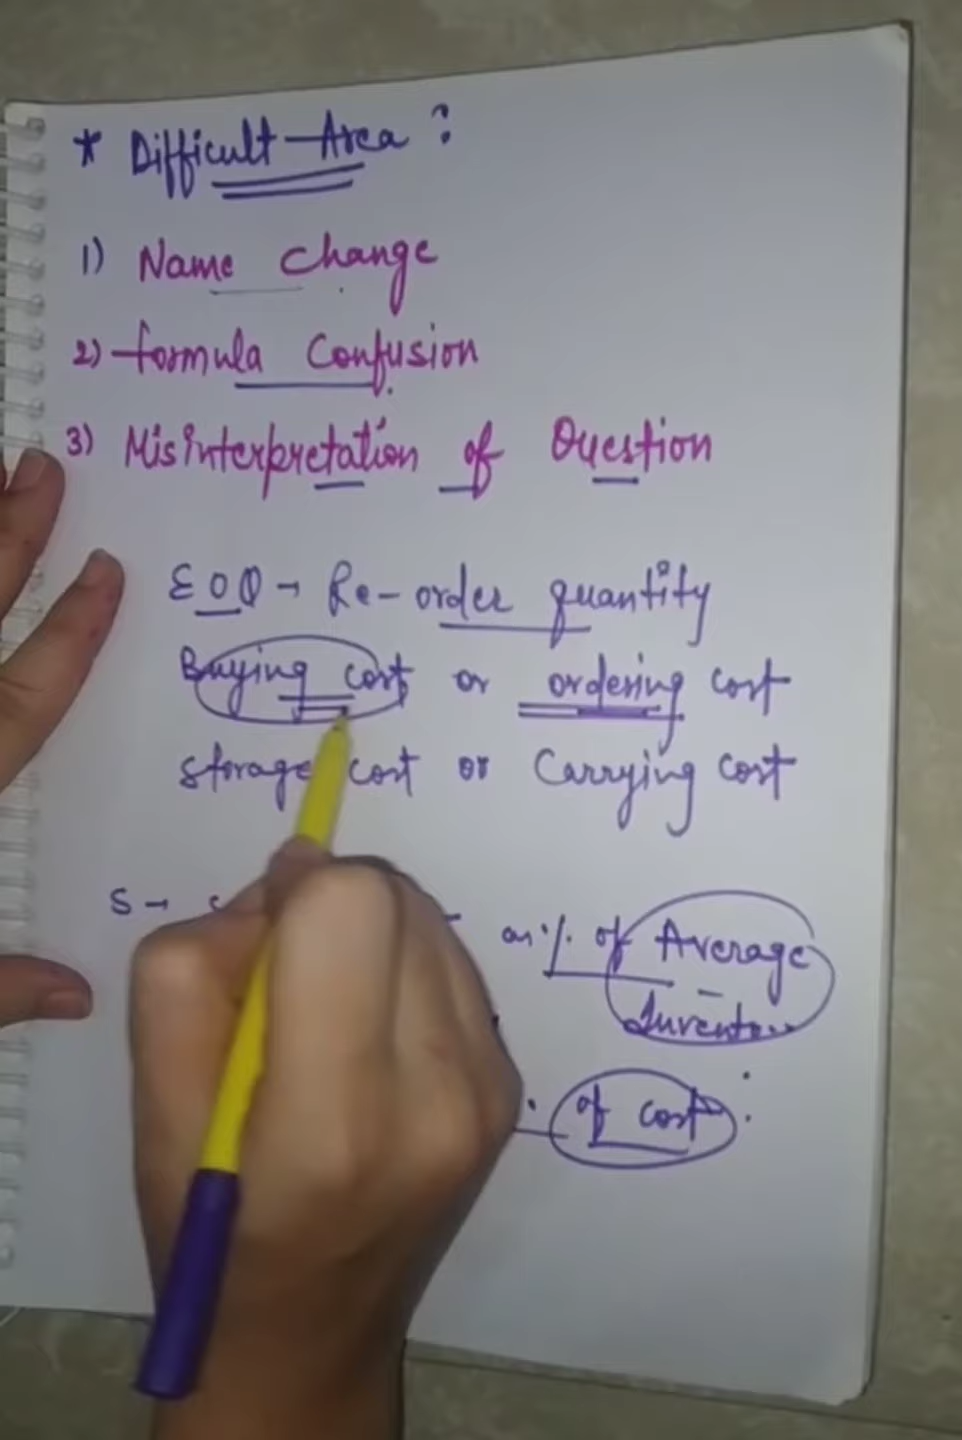 * Difficult Area :
1) Name change
2) formula Confusion
3) Misinterpretation of Question
EOQ → Re-order quantity
Buying cost or ordering cost
Storage cost or Carrying cost
S → as % of Average
Inventory
of cost